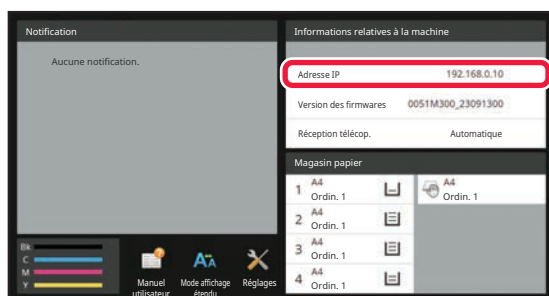 Notification
Aucune notification.
Informations relatives à la machine
Adresse IP 192.168.0.10
Version des firmwares 0051M300_23091300
Réception télécop. Automatique
Magasin papier
1 A4
Ordin. 1
A4
Ordin. 1
2 A4
Ordin. 1
3 A4
Ordin. 1
4 A4
Ordin. 1
Bk
C
M
Y
Manuel
utilisateur
AA
Mode affichage
étendu
Réglages